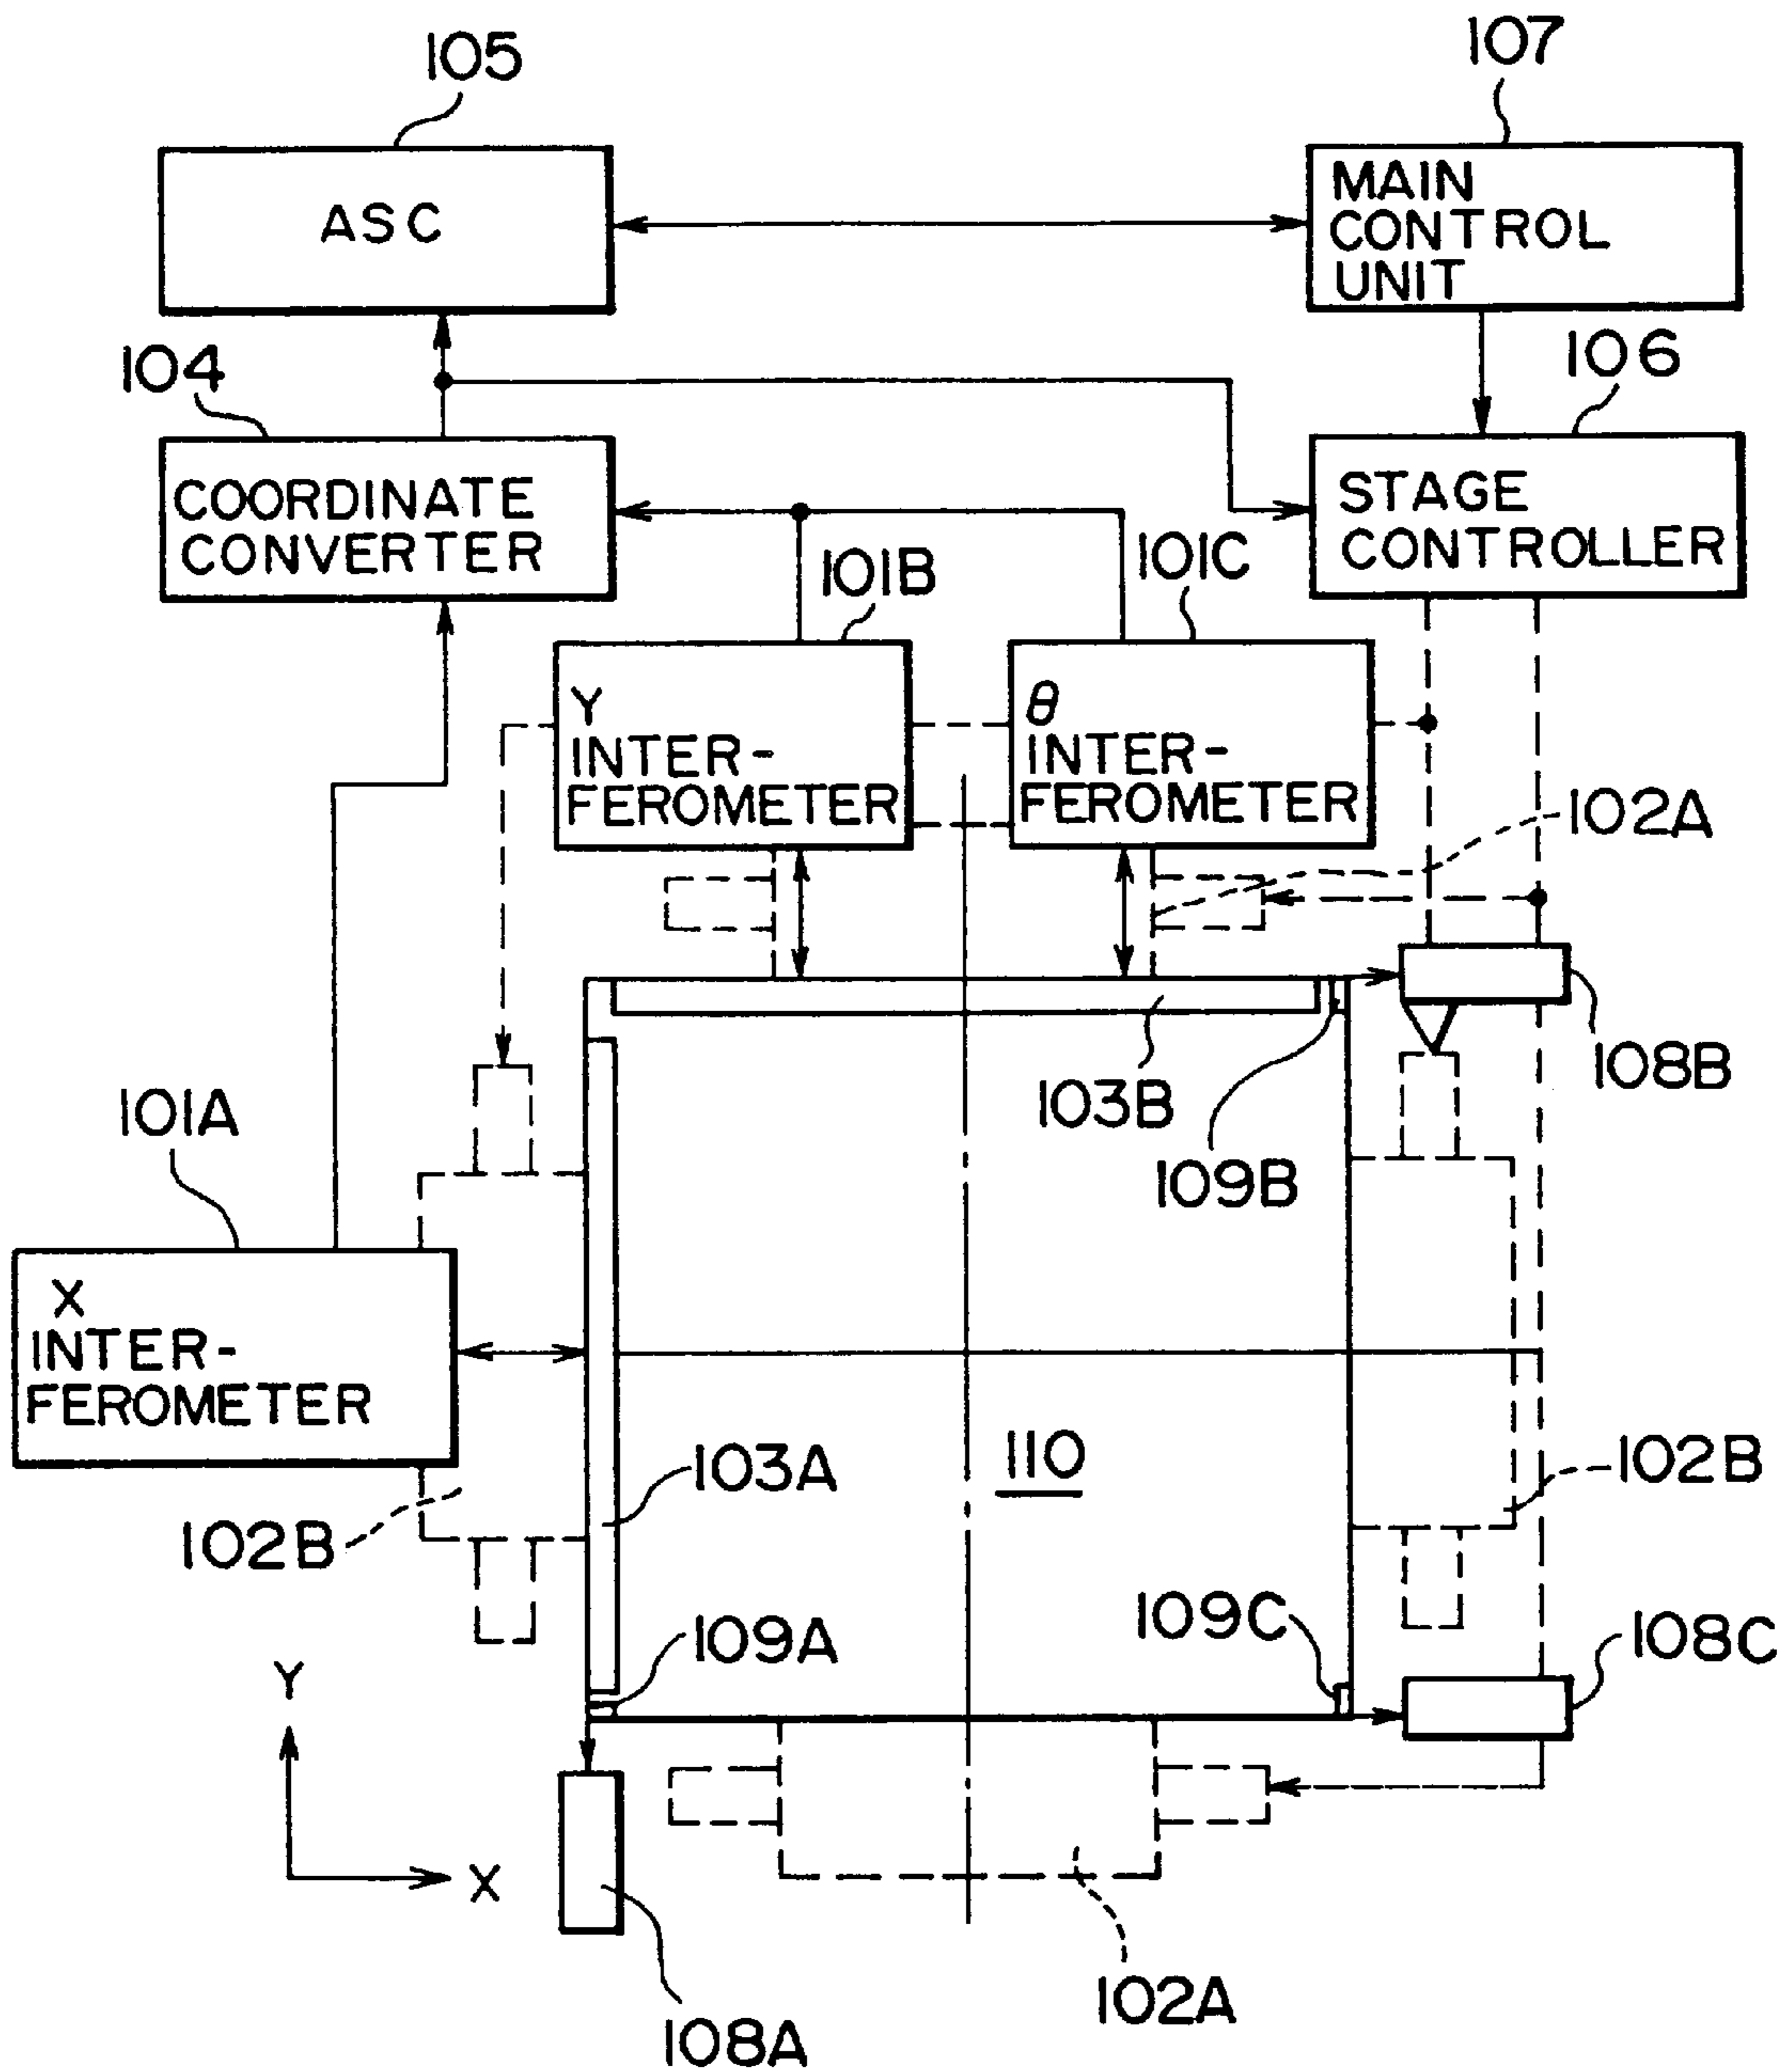 105
107
ASC
MAIN
CONTROL
UNIT
104
106
COORDINATE
CONVERTER
STAGE
CONTROLLER
101B
101C
Y
INTER-
FEROMETER
θ
INTER-
FEROMETER
102A
108B
103B
101A
109B
X
INTER-
FEROMETER
110
103A
102B
102B
109A
109C
108C
Y
X
102A
108A